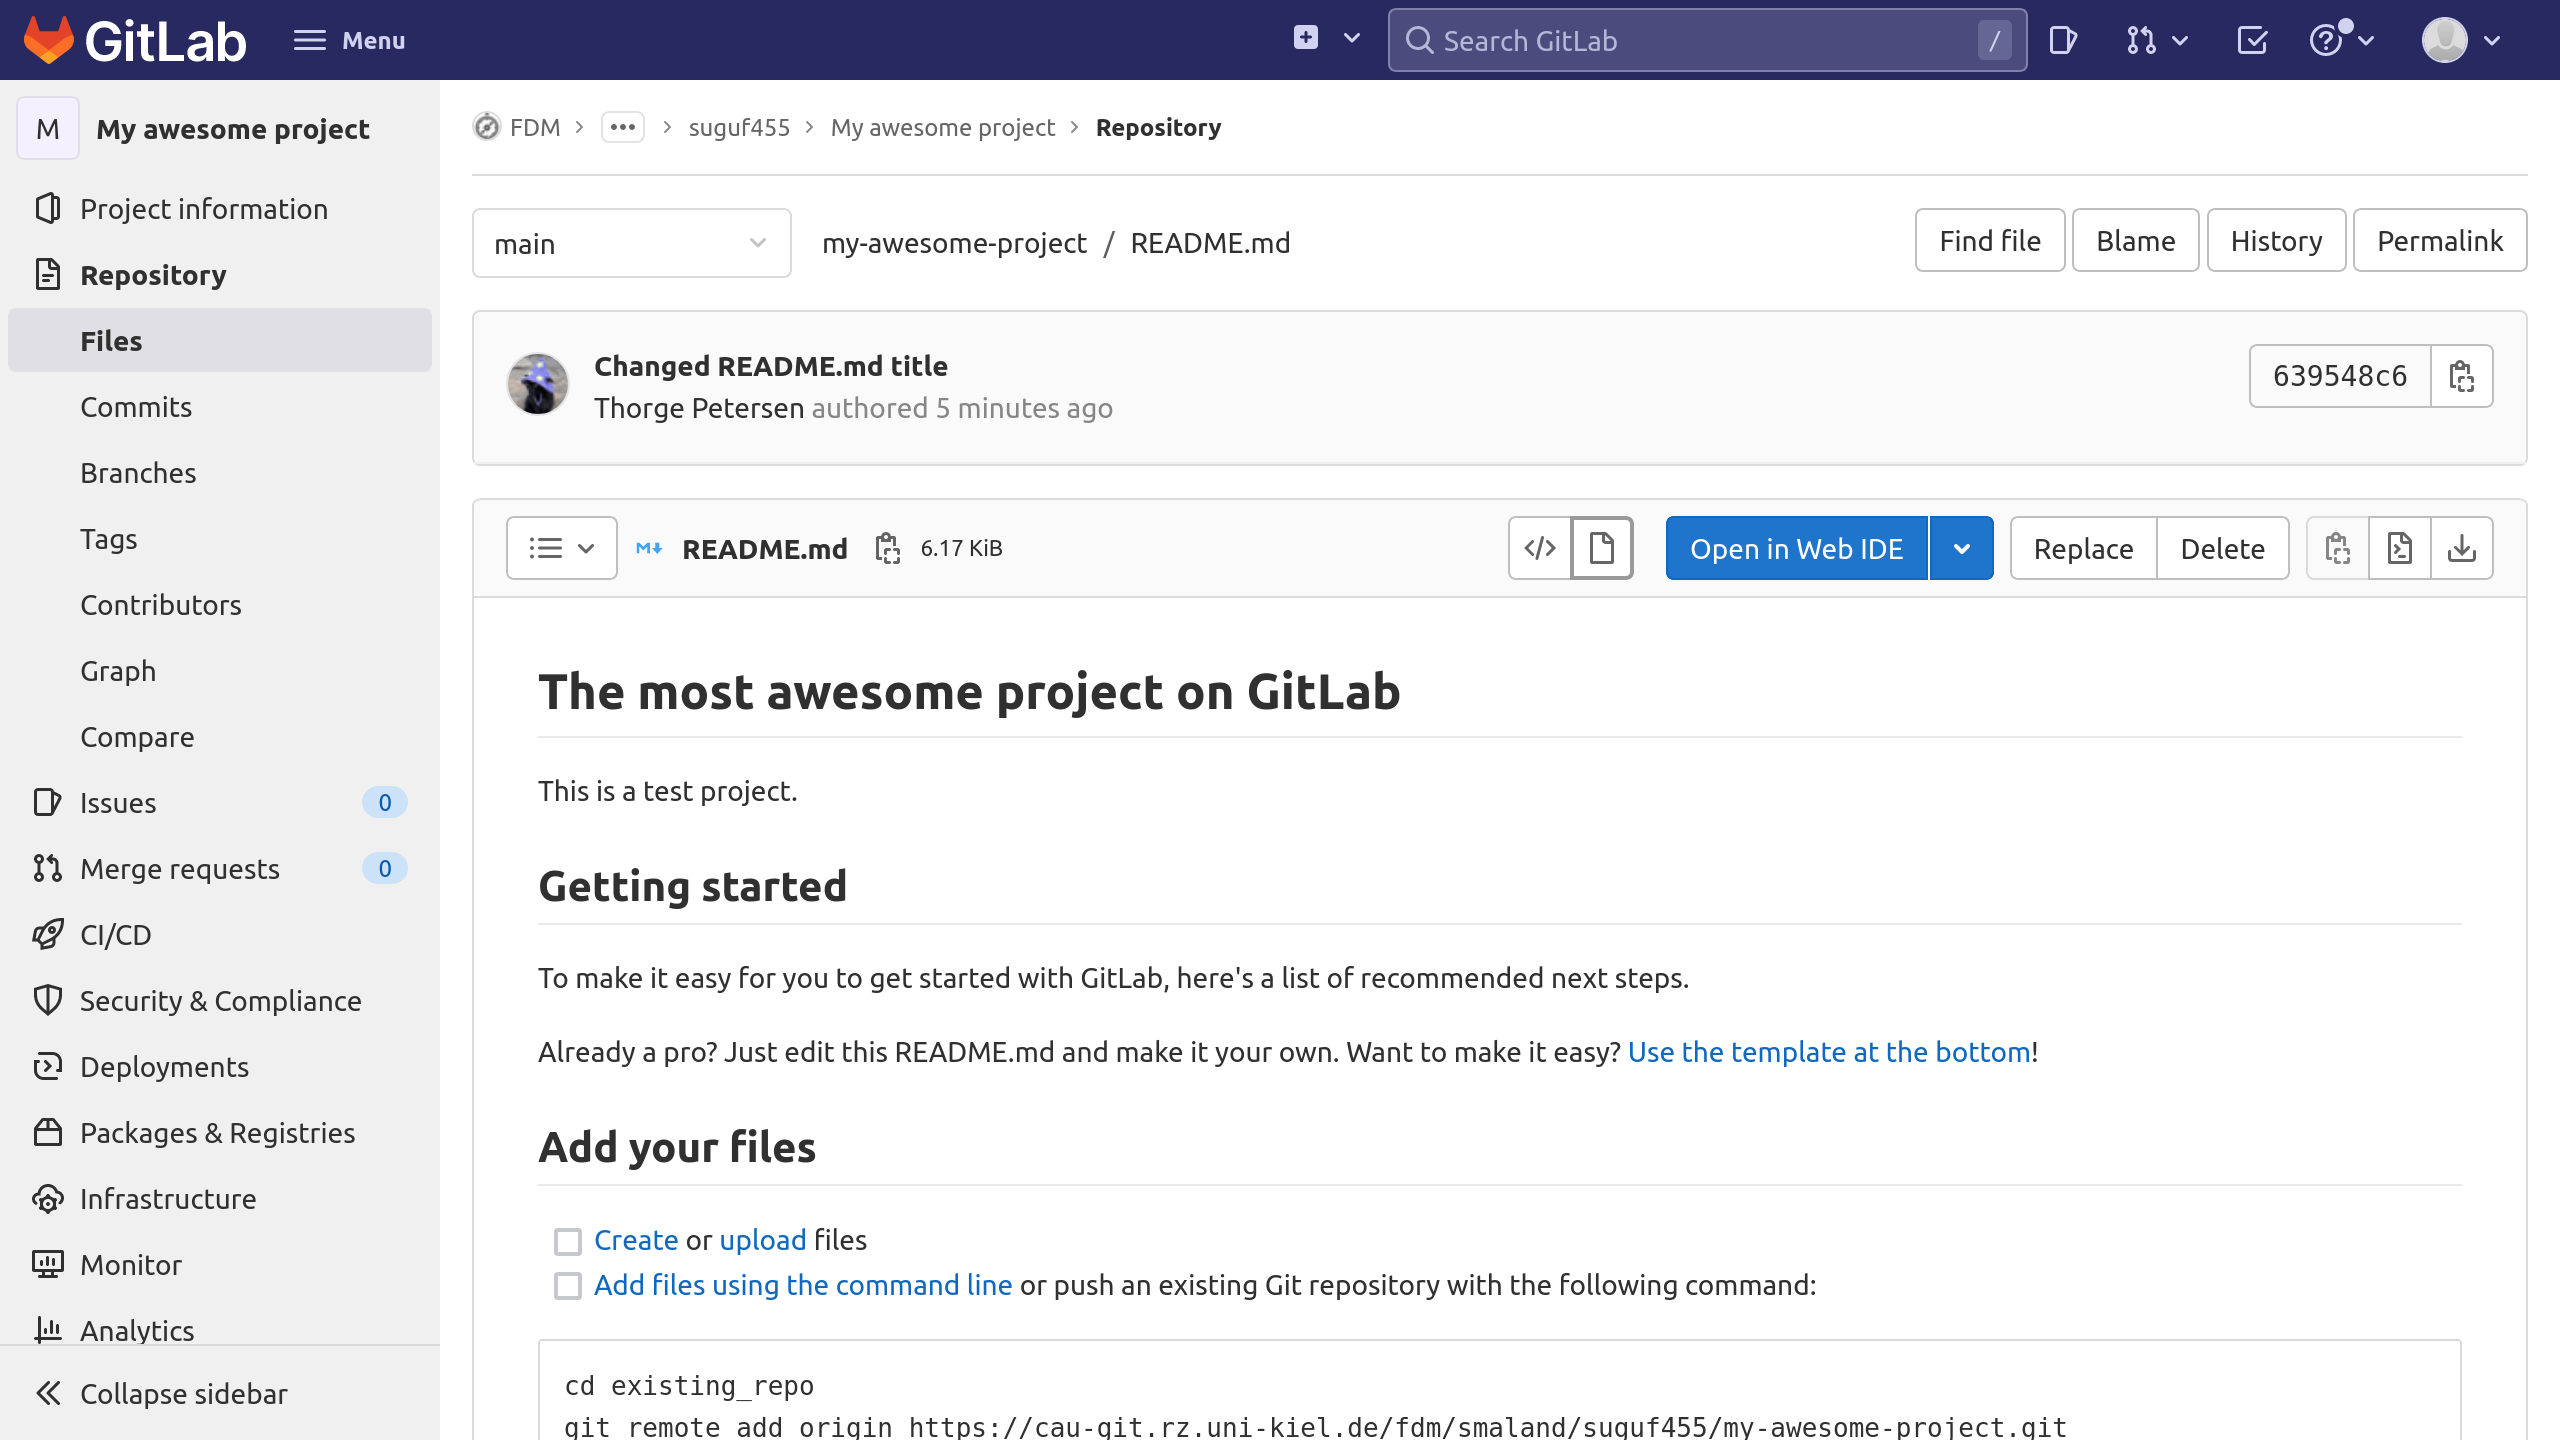 GitLab
Menu
Search GitLab
/
M
My awesome project
Project information
Repository
Files
Commits
Branches
Tags
Contributors
Graph
Compare
Issues
0
Merge requests
0
CI/CD
Security & Compliance
Deployments
Packages & Registries
Infrastructure
Monitor
Analytics
Collapse sidebar
FDM > ••• > suguf455 > My awesome project > Repository
main
my-awesome-project / README.md
Find file
Blame
History
Permalink
Changed README.md title
Thorge Petersen authored 5 minutes ago
639548c6
README.md
6.17 KiB
Open in Web IDE
Replace
Delete
The most awesome project on GitLab
This is a test project.
Getting started
To make it easy for you to get started with GitLab, here's a list of recommended next steps.
Already a pro? Just edit this README.md and make it your own. Want to make it easy? Use the template at the bottom!
Add your files
Create or upload files
Add files using the command line or push an existing Git repository with the following command:
cd existing_repo
git remote add origin https://cau-git.rz.uni-kiel.de/fdm/smaland/suguf455/my-awesome-project.git